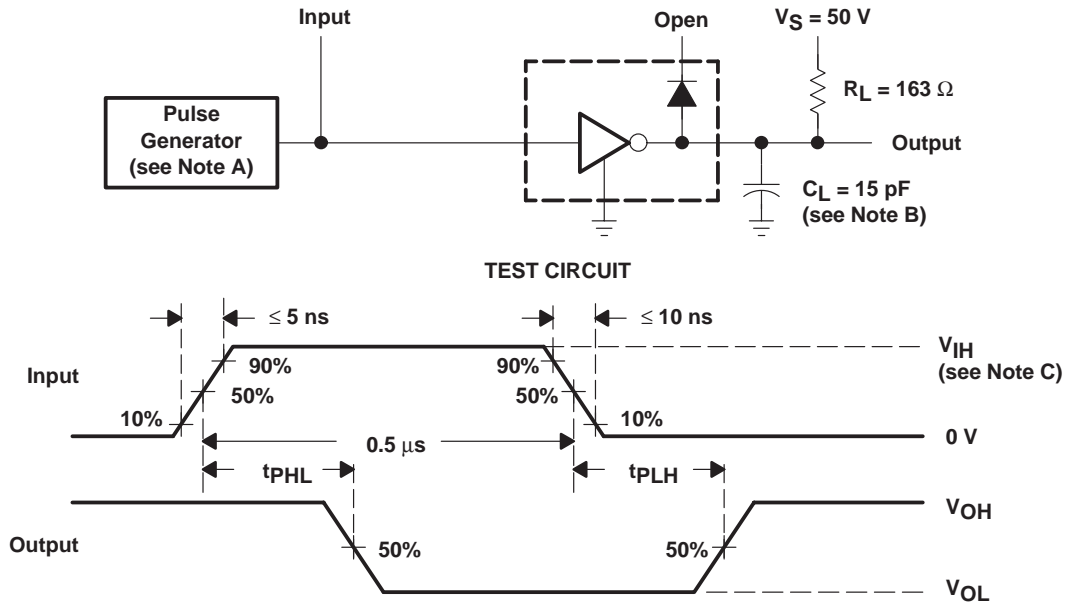 Input
Open
VS = 50 V
Pulse
Generator
(see Note A)
RL = 163 Ω
Output
CL = 15 pF
(see Note B)
TEST CIRCUIT
≤ 5 ns
≤ 10 ns
Input
90%
90%
VIH
(see Note C)
50%
50%
10%
10%
0.5 μs
0 V
tPHL
tPLH
VOH
Output
50%
50%
VOL